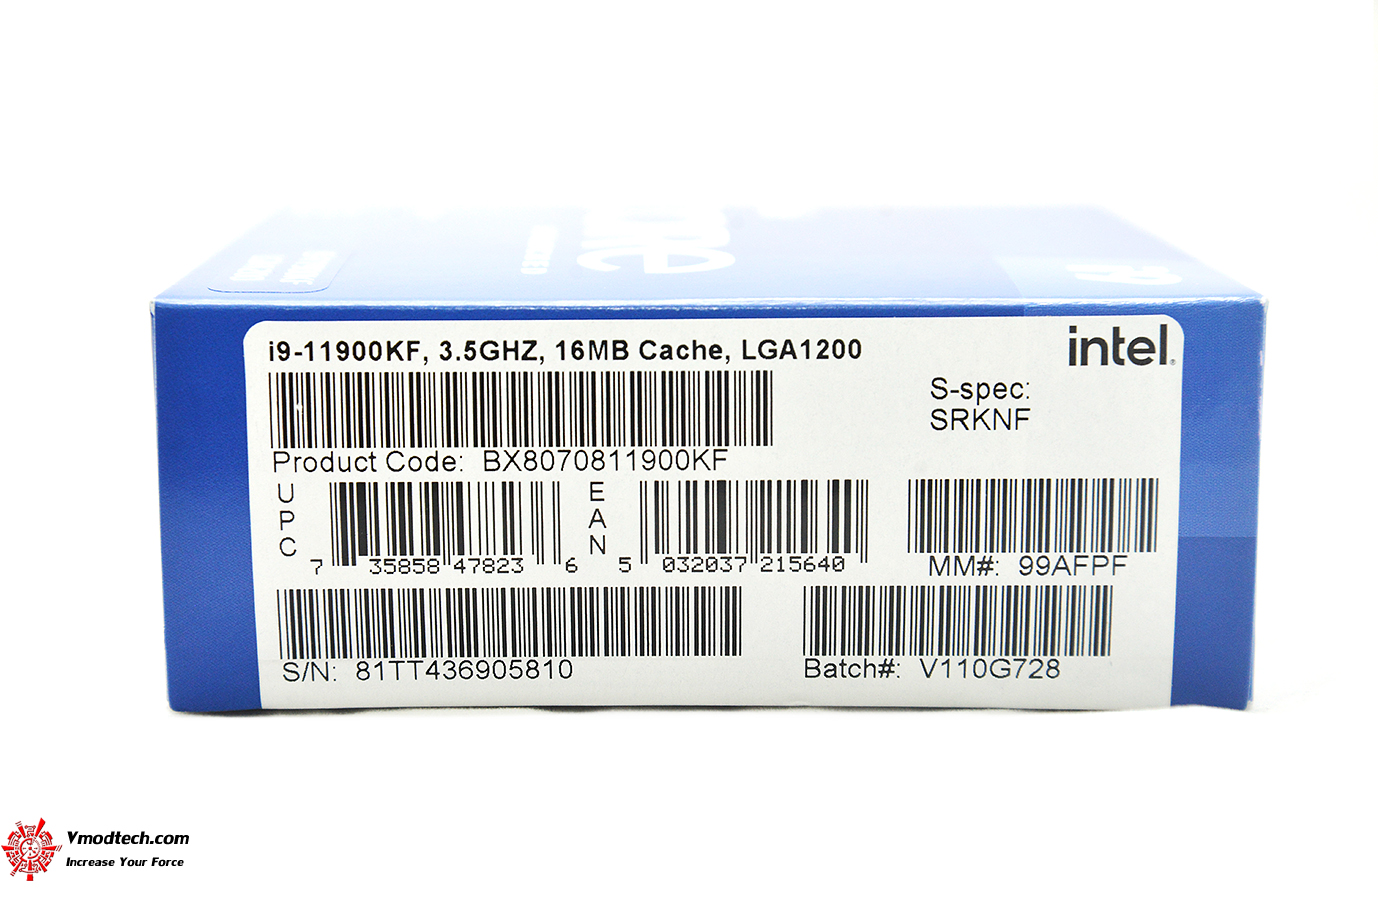 i9-11900KF, 3.5GHZ, 16MB Cache, LGA1200
intel.
S-spec:
SRKNF
Product Code: BX8070811900KF
UPC
7 35858 47823 6
EAN
5 032037 215640
MM#: 99AFPF
S/N: 81TT436905810
Batch#: V110G728
Vmodtech.com
Increase Your Force